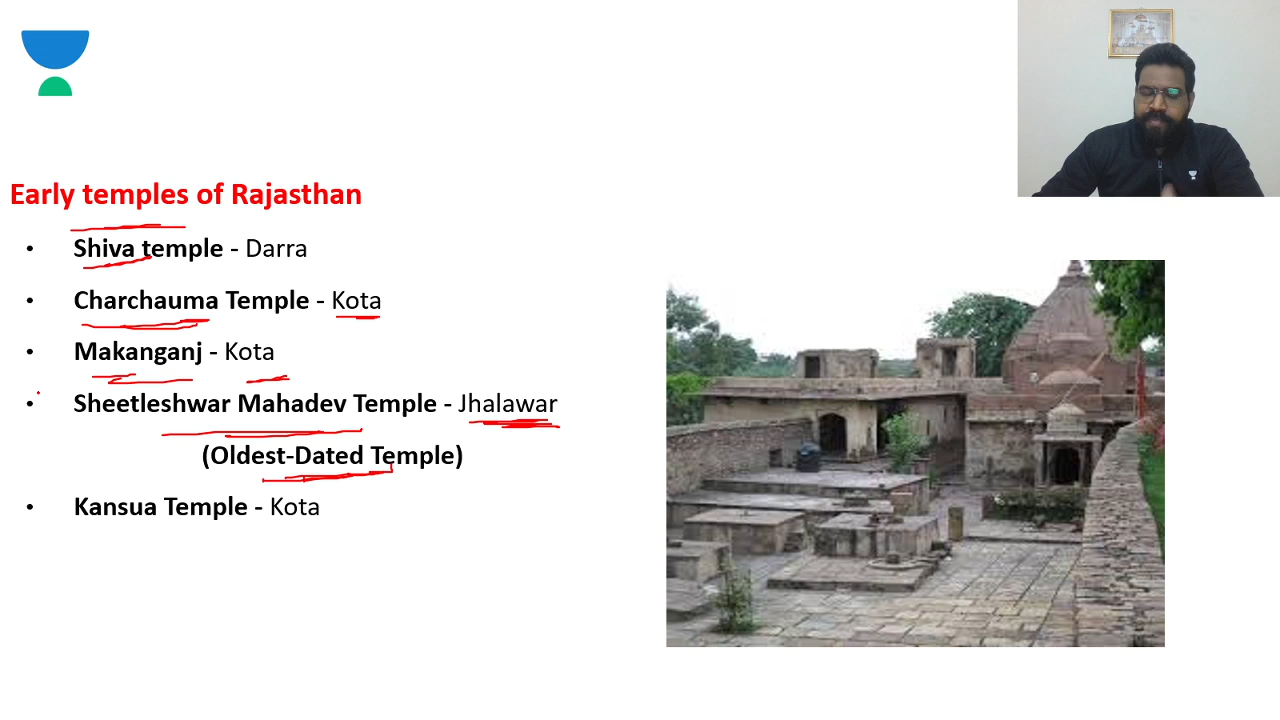 Early temples of Rajasthan
• Shiva temple - Darra
• Charchauma Temple - Kota
• Makanganj - Kota
• Sheetleshwar Mahadev Temple - Jhalawar
(Oldest-Dated Temple)
• Kansua Temple - Kota